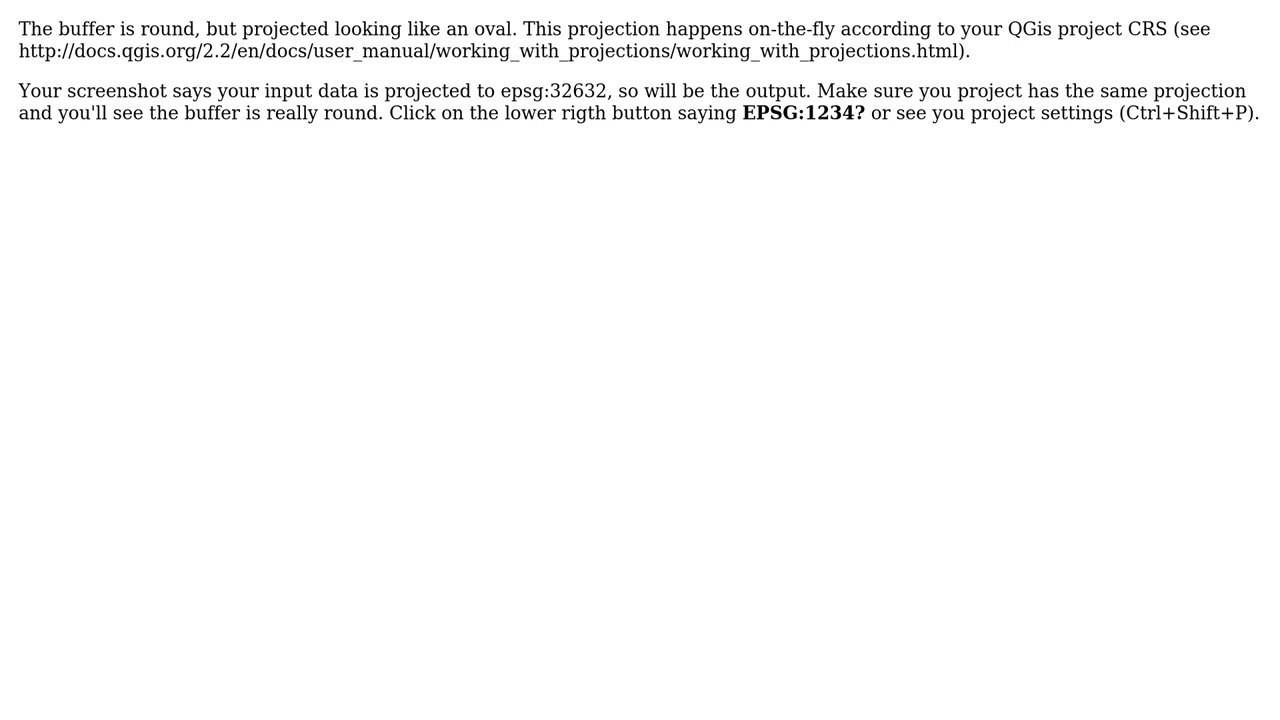 The buffer is round, but projected looking like an oval. This projection happens on-the-fly according to your QGis project CRS (see
http://docs.qgis.org/2.2/en/docs/user_manual/working_with_projections/working_with_projections.html).
Your screenshot says your input data is projected to epsg:32632, so will be the output. Make sure you project has the same projection
and you'll see the buffer is really round. Click on the lower rigth button saying EPSG:1234? or see you project settings (Ctrl+Shift+P).